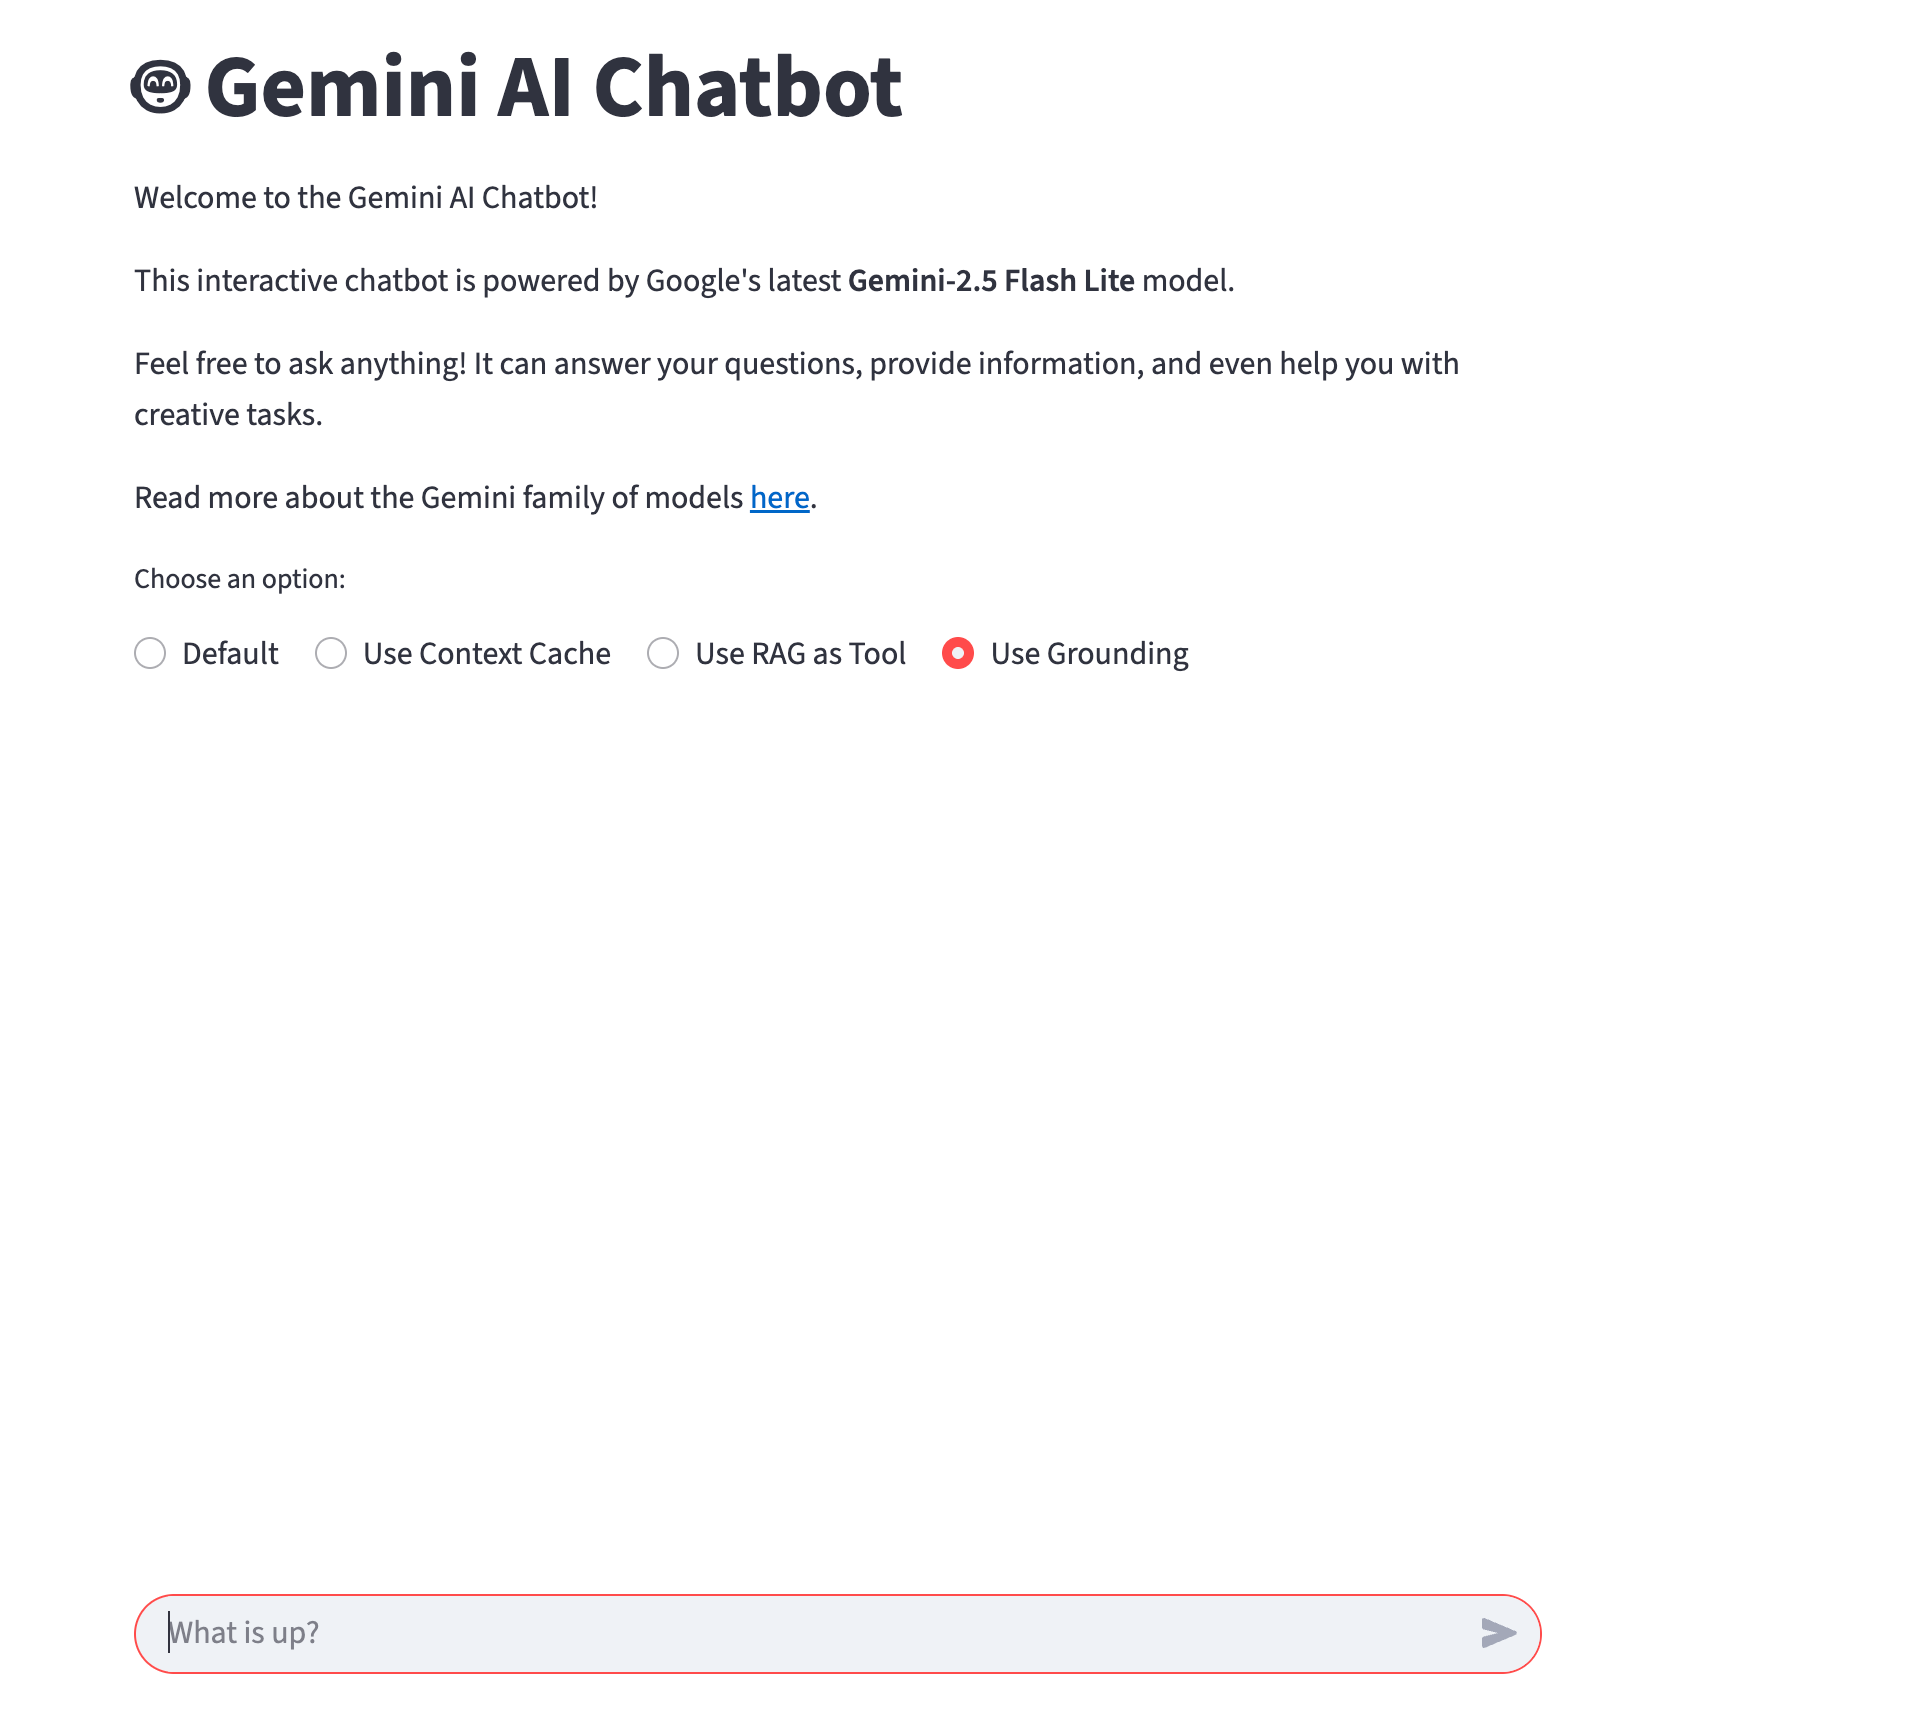 Gemini AI Chatbot
Welcome to the Gemini AI Chatbot!
This interactive chatbot is powered by Google's latest Gemini-2.5 Flash Lite model.
Feel free to ask anything! It can answer your questions, provide information, and even help you with
creative tasks.
Read more about the Gemini family of models here.
Choose an option:
Default Use Context Cache Use RAG as Tool Use Grounding
What is up?